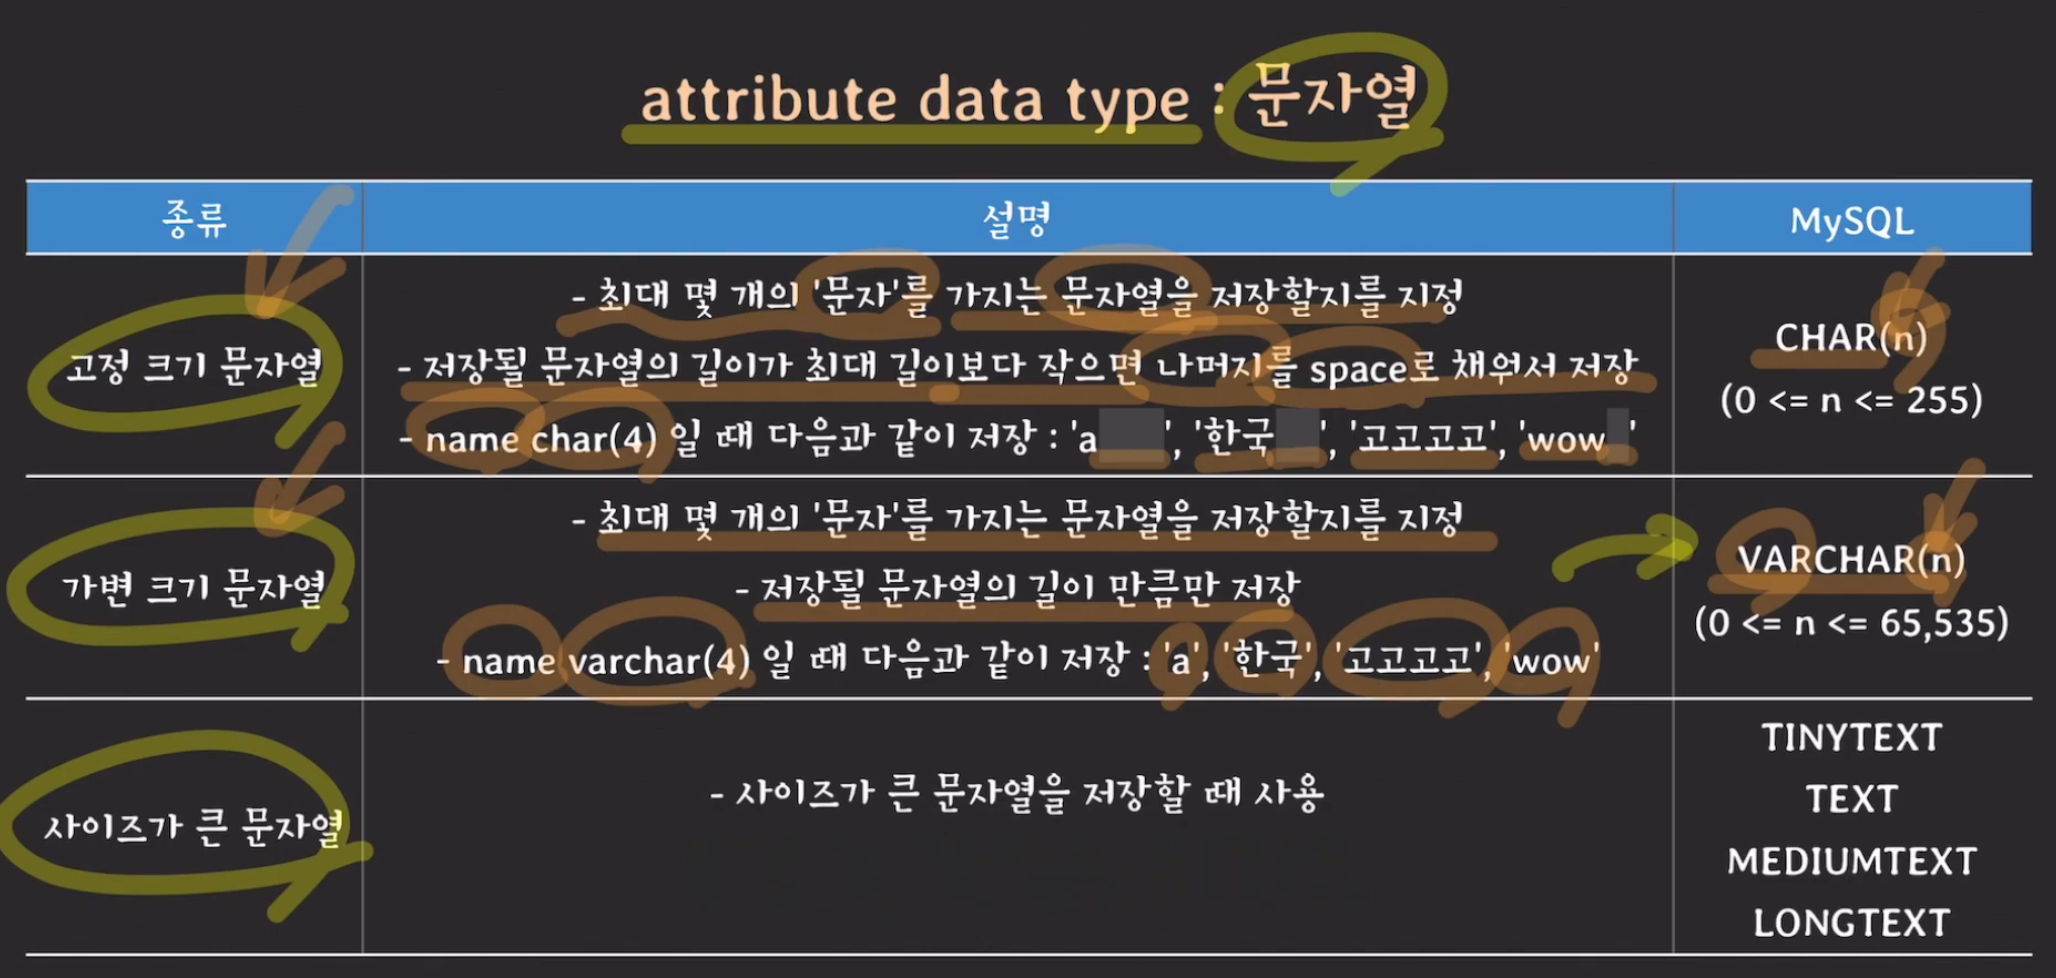 attribute data type : 문자열
종류
설명
MySQL
고정 크기 문자열
- 최대 몇 개의 '문자'를 가지는 문자열을 저장할지를 지정
- 저장될 문자열의 길이가 최대 길이보다 작으면 나머지를 space로 채워서 저장
- name char(4) 일 때 다음과 같이 저장 : 'a   ', '한국  ', '고고고고', 'wow '
CHAR(n)
(0 <= n <= 255)
가변 크기 문자열
- 최대 몇 개의 '문자'를 가지는 문자열을 저장할지를 지정
- 저장될 문자열의 길이 만큼만 저장
- name varchar(4) 일 때 다음과 같이 저장 : 'a', '한국', '고고고고', 'wow'
VARCHAR(n)
(0 <= n <= 65,535)
사이즈가 큰 문자열
- 사이즈가 큰 문자열을 저장할 때 사용
TINYTEXT
TEXT
MEDIUMTEXT
LONGTEXT